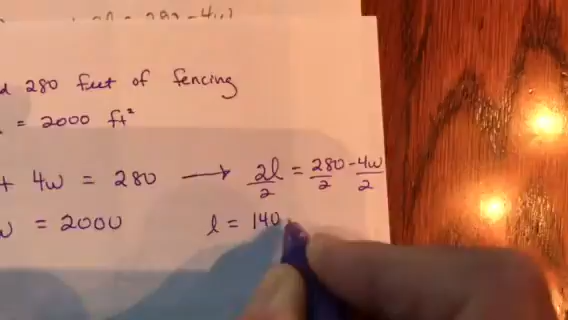 280 feet of fencing
= 2000 ft²
+ 4w = 280 → 2l/2 = 280/2 - 4w/2
= 2000 l = 140